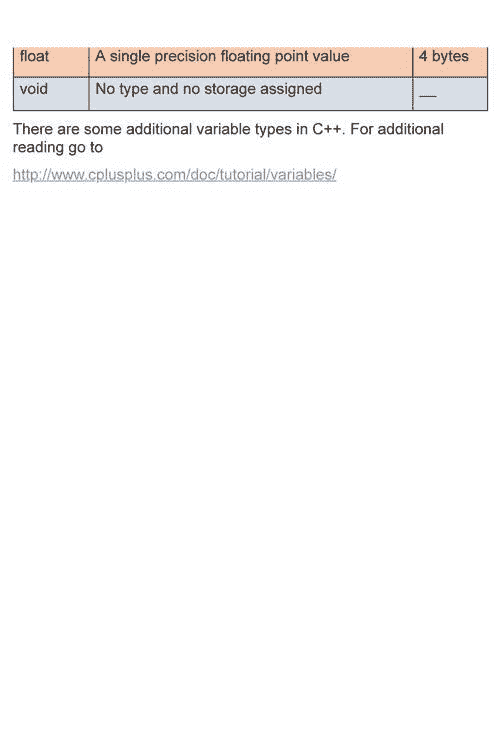 float A single precision floating point value 4 bytes
void No type and no storage assigned __
There are some additional variable types in C++. For additional
reading go to
http://www.cplusplus.com/doc/tutorial/variables/